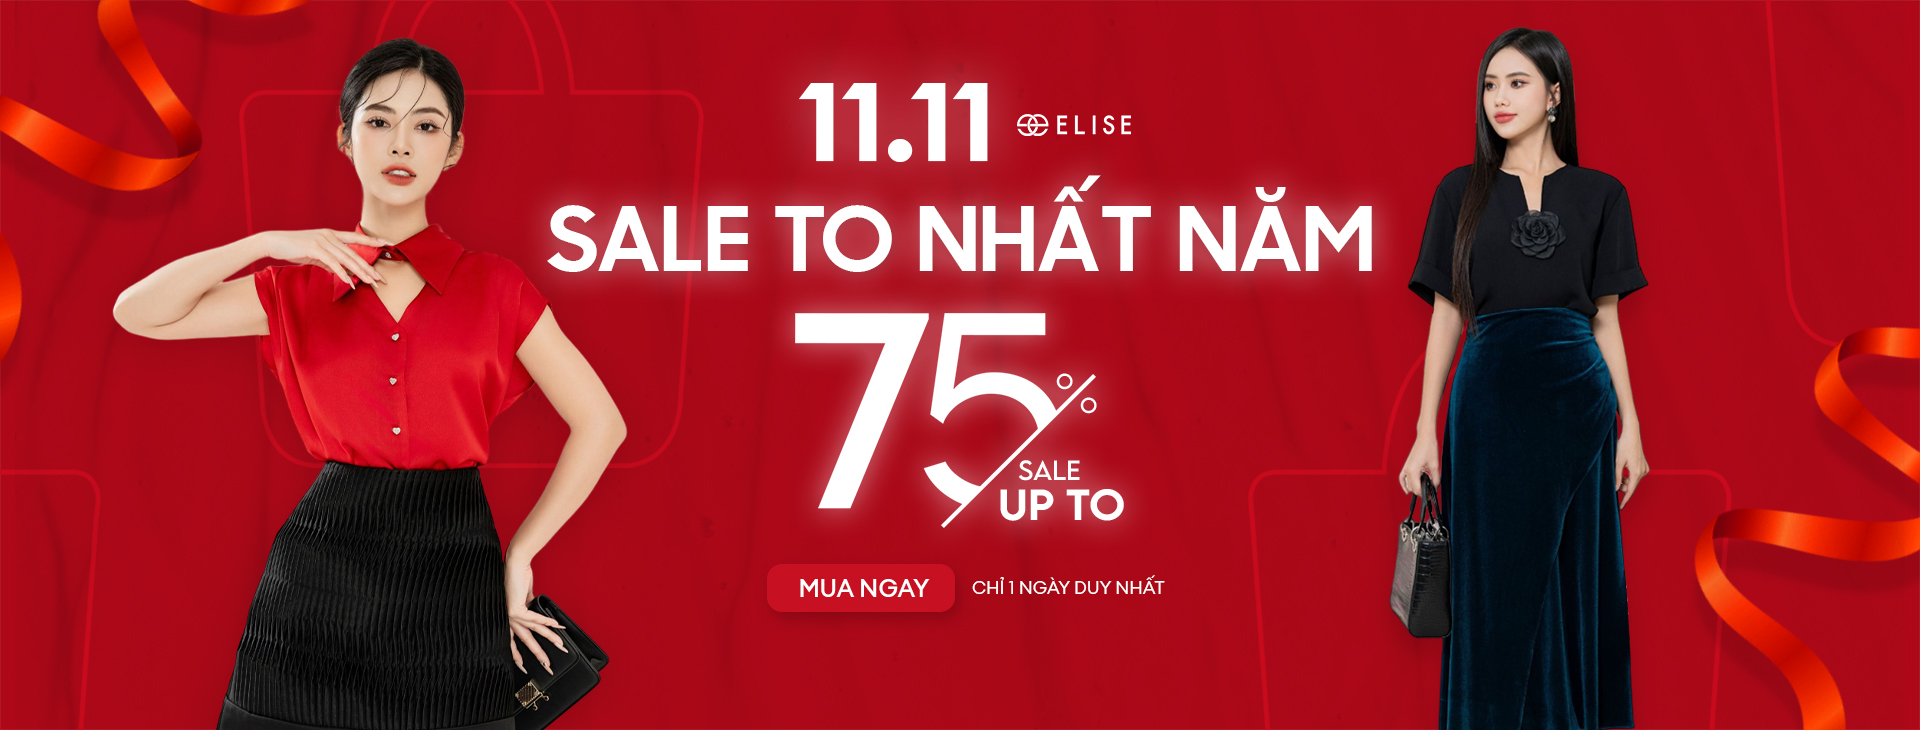 11.11 ELISE
SALE TO NHẤT NĂM
75%
SALE
UP TO
MUA NGAY CHỈ 1 NGÀY DUY NHẤT